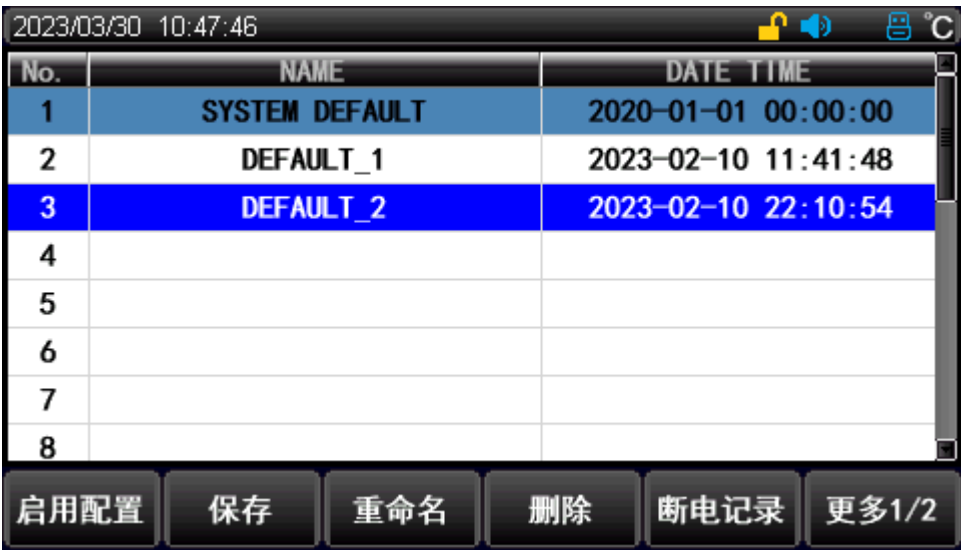 2023/03/30 10:47:46 °C
No. NAME DATE TIME
1 SYSTEM DEFAULT 2020-01-01 00:00:00
2 DEFAULT_1 2023-02-10 11:41:48
3 DEFAULT_2 2023-02-10 22:10:54
4
5
6
7
8
启用配置 保存 重命名 删除 断电记录 更多1/2